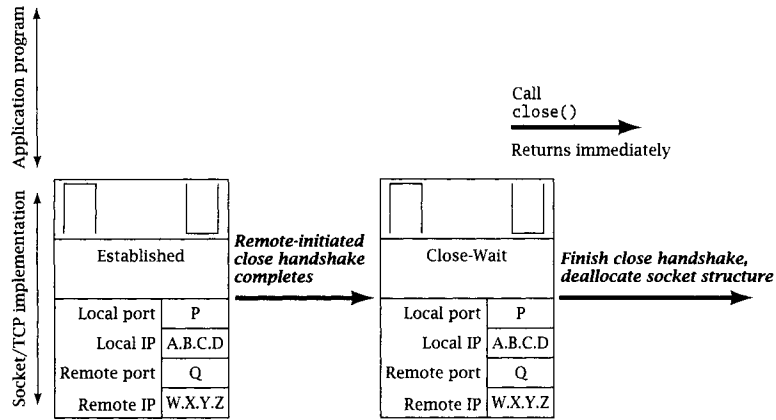 Application program
Call
close()
Returns immediately
Socket/TCP implementation
Established
Local port P
Local IP A.B.C.D
Remote port Q
Remote IP W.X.Y.Z
Remote-initiated
close handshake
completes
Close-Wait
Local port P
Local IP A.B.C.D
Remote port Q
Remote IP W.X.Y.Z
Finish close handshake,
deallocate socket structure